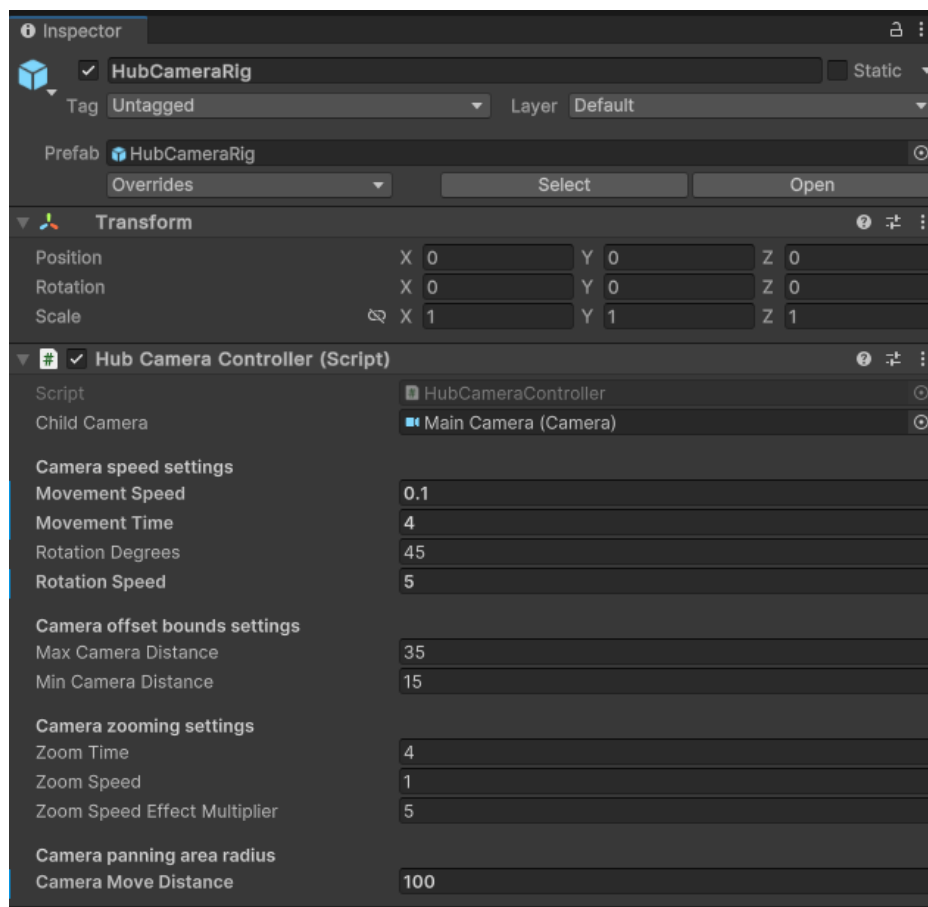 Inspector
HubCameraRig Static
Tag Untagged Layer Default
Prefab HubCameraRig
Overrides Select Open
Transform
Position X 0 Y 0 Z 0
Rotation X 0 Y 0 Z 0
Scale X 1 Y 1 Z 1
# Hub Camera Controller (Script)
Script # HubCameraController
Child Camera Main Camera (Camera)
Camera speed settings
Movement Speed 0.1
Movement Time 4
Rotation Degrees 45
Rotation Speed 5
Camera offset bounds settings
Max Camera Distance 35
Min Camera Distance 15
Camera zooming settings
Zoom Time 4
Zoom Speed 1
Zoom Speed Effect Multiplier 5
Camera panning area radius
Camera Move Distance 100